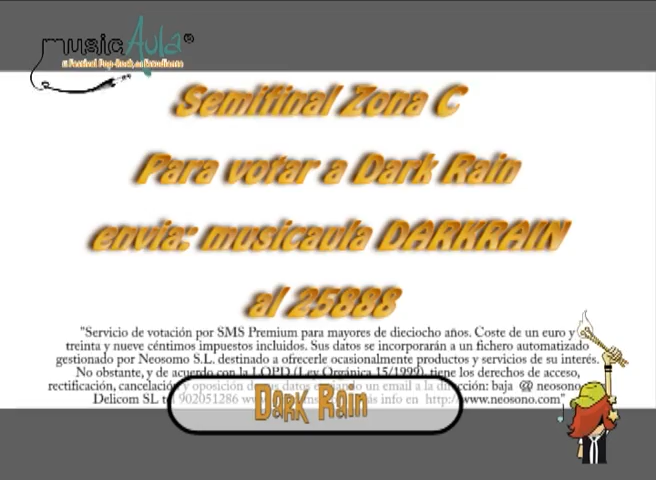 musicAula®
el Festival Pop-Rock del Estudiante
Semifinal Zona C
Para votar a Dark Rain
envia: musicaula DARKRAIN
al 25888
"Servicio de votación por SMS Premium para mayores de dieciocho años. Coste de un euro y
treinta y nueve céntimos impuestos incluidos. Sus datos se incorporarán a un fichero automatizado
gestionado por Neosomo S.L. destinado a ofrecerle ocasionalmente productos y servicios de su interés.
No obstante, y de acuerdo con la LOPD (Ley Orgánica 15/1999), tiene los derechos de acceso,
rectificación, cancelación y oposición de sus datos enviando un email a la dirección: baja @ neosono
Delicom SL tel 902051286 más info en http://www.neosono.com"
Dark Rain